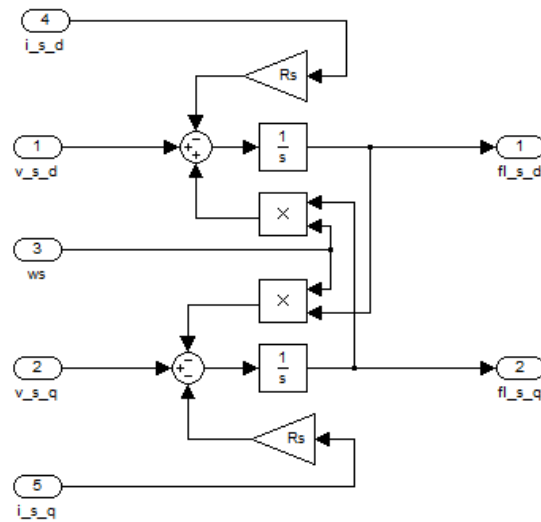 4
i_s_d
Rs
1
v_s_d
+
−
+
1
s
1
fl_s_d
×
3
ws
×
2
v_s_q
+
−
−
1
s
2
fl_s_q
Rs
5
i_s_q